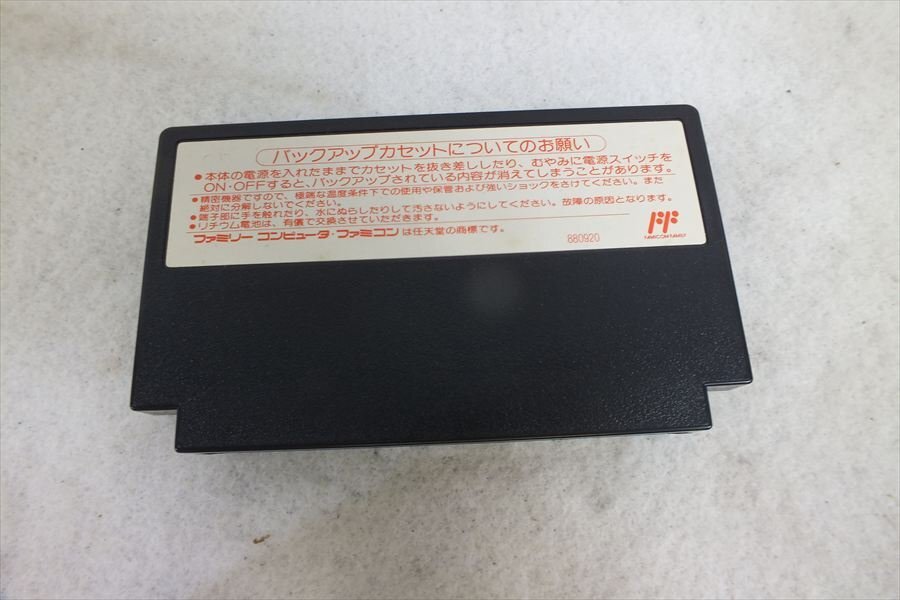 バックアップカセットについてのお願い
●本体の電源を入れたままでカセットを抜き差ししたり、むやみに電源スイッチを
ON・OFFすると、バックアップされている内容が消えてしまうことがあります。
●精密機器ですので、極端な温度条件下での使用や保管および強いショックをさけてください。また
絶対に分解しないでください。
●端子部に手を触れたり、水にぬらしたりして汚さないようにしてください。故障の原因となります。
●リチウム電池は、有償で交換させていただきます。
ファミリー コンピュータ・ファミコン は任天堂の商標です。
880920
FAMICOM FAMILY